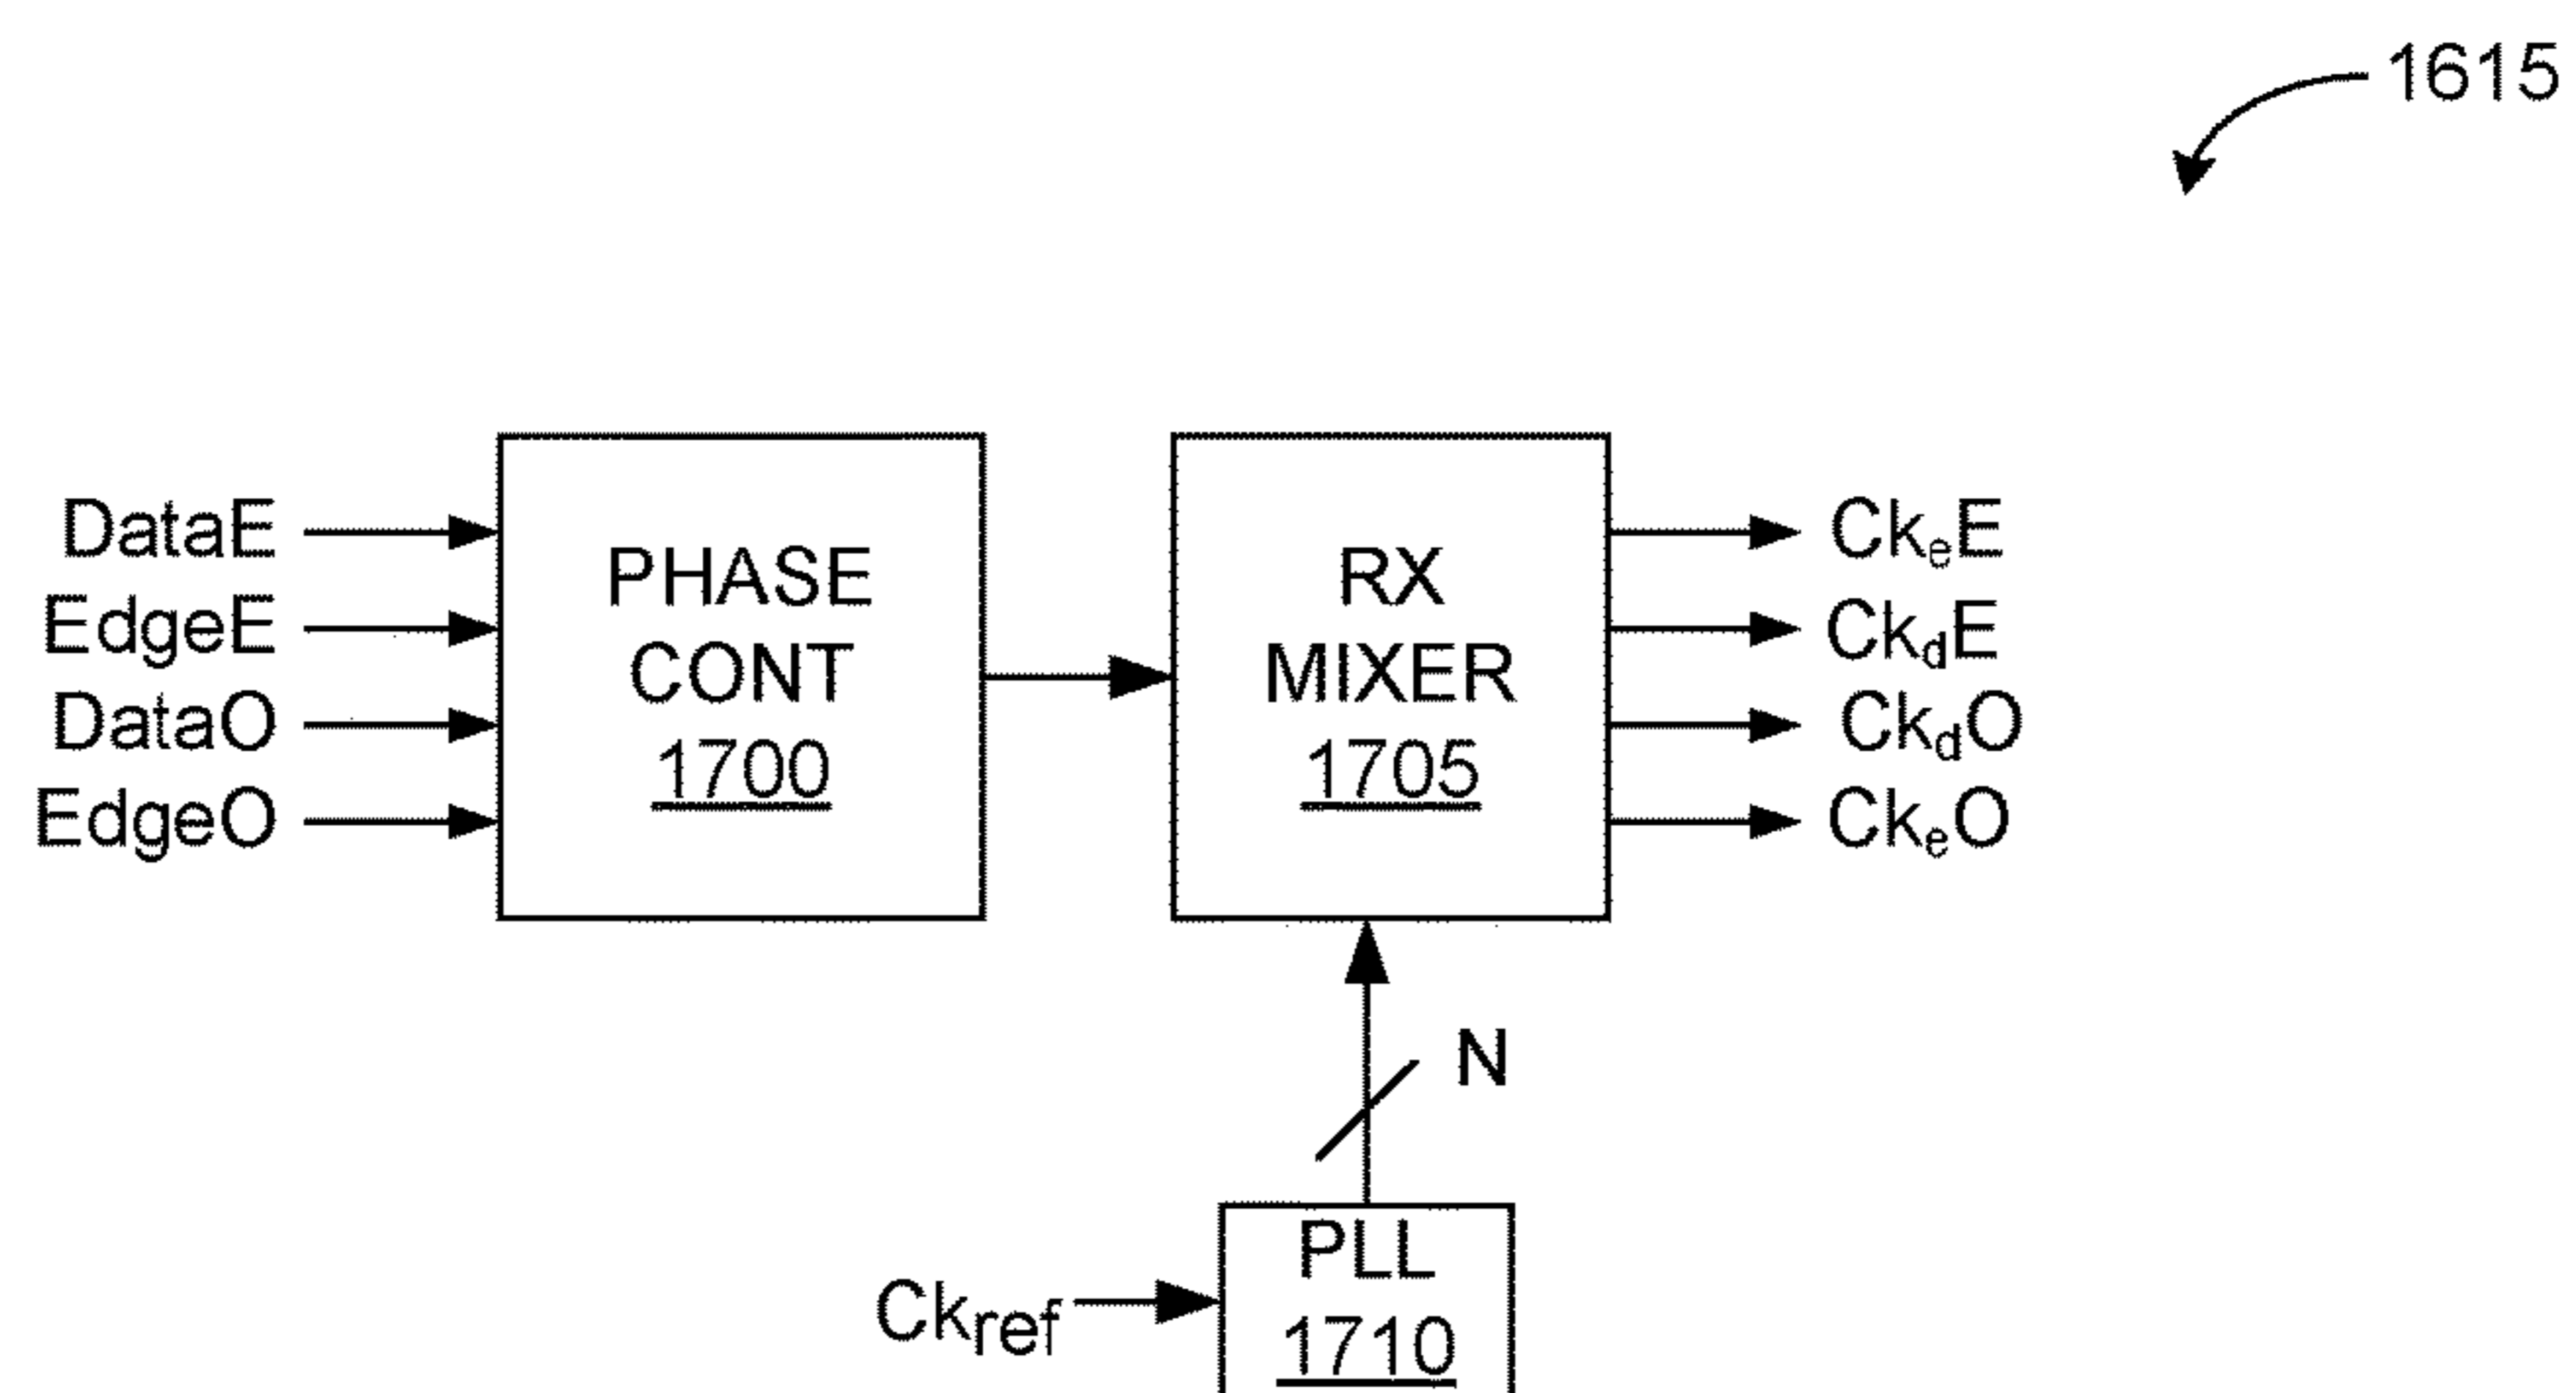 1615
DataE
EdgeE
DataO
EdgeO
PHASE
CONT
1700
RX
MIXER
1705
CkeE
CkdE
CkdO
CkeO
N
Ckref
PLL
1710